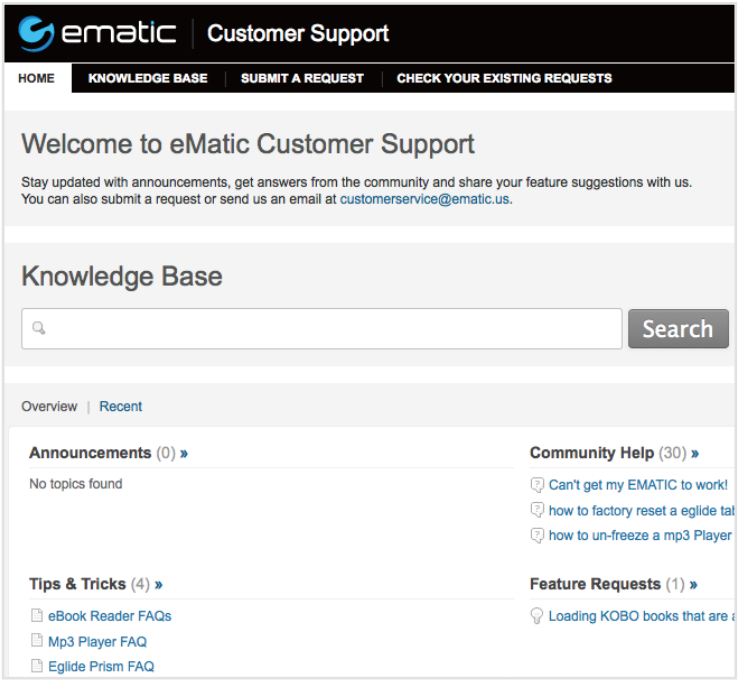 ematic Customer Support
HOME KNOWLEDGE BASE SUBMIT A REQUEST CHECK YOUR EXISTING REQUESTS
Welcome to eMatic Customer Support
Stay updated with announcements, get answers from the community and share your feature suggestions with us.
You can also submit a request or send us an email at customerservice@ematic.us.
Knowledge Base
Search
Overview | Recent
Announcements (0) »
No topics found
Community Help (30) »
Can't get my EMATIC to work!
how to factory reset a eglide
how to un-freeze a mp3 Player
Tips & Tricks (4) »
eBook Reader FAQs
Mp3 Player FAQ
Eglide Prism FAQ
Feature Requests (1) »
Loading KOBO books that are